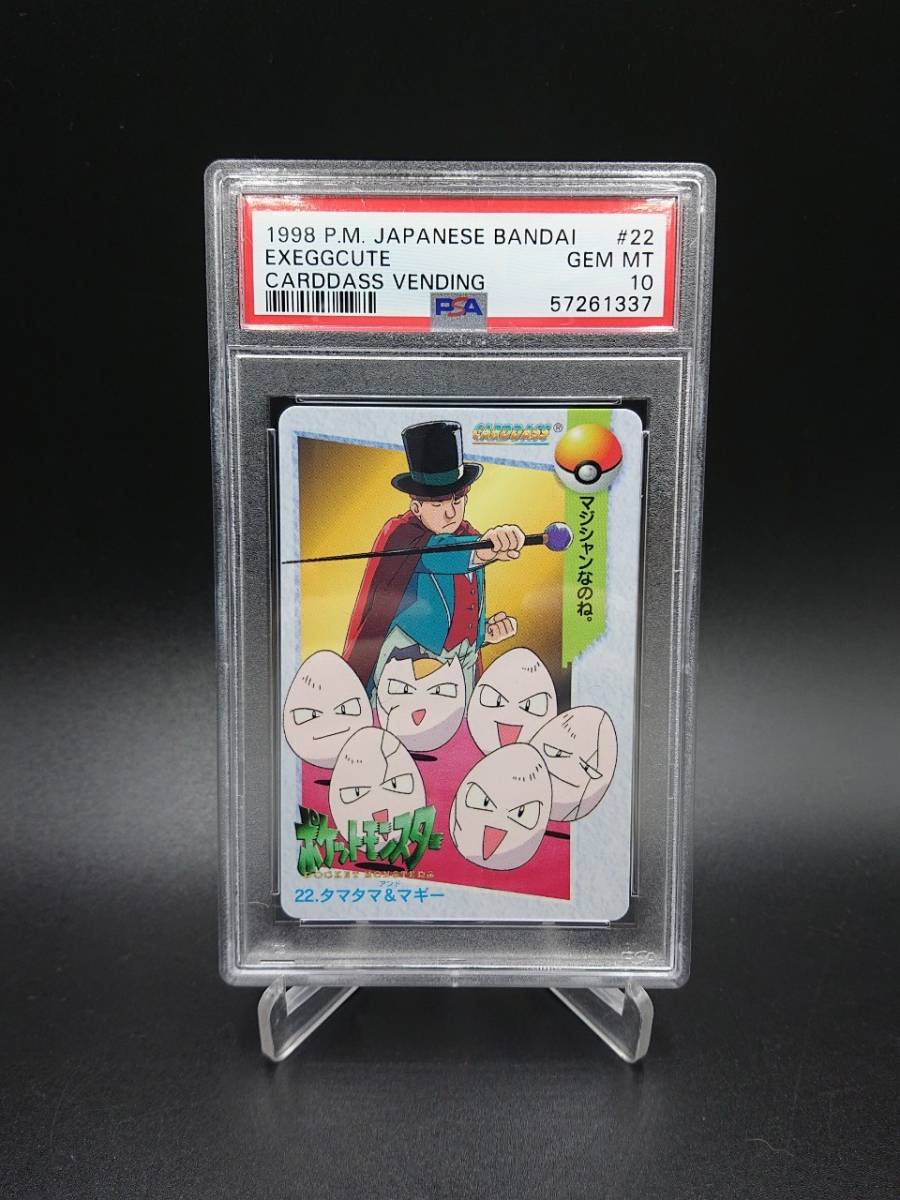 1998 P.M. JAPANESE BANDAI #22
EXEGGCUTE GEM MT
CARDDASS VENDING 10
PSA 57261337
CARDDASS®
マジシャンなのね。
ポケットモンスター
POCKET MONSTERS
アンド
22.タマタマ&マギー
PSA